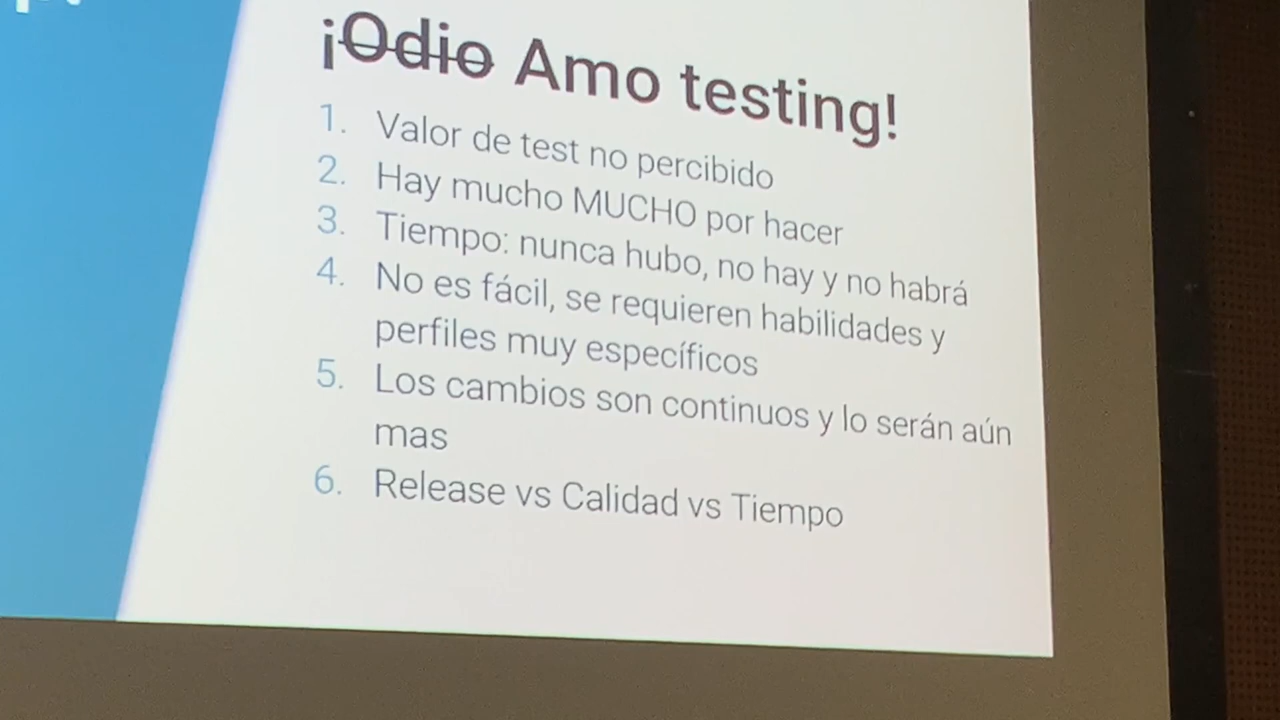 ¡Odio Amo testing!
1. Valor de test no percibido
2. Hay mucho MUCHO por hacer
3. Tiempo: nunca hubo, no hay y no habrá
4. No es fácil, se requieren habilidades y
perfiles muy específicos
5. Los cambios son continuos y lo serán aún
mas
6. Release vs Calidad vs Tiempo